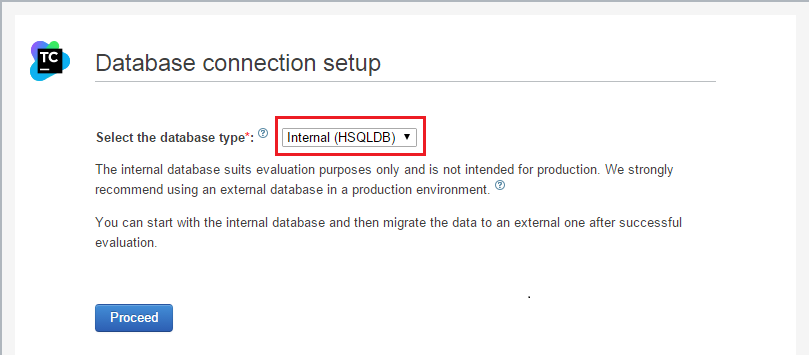 TC
Database connection setup
Select the database type*: ? Internal (HSQLDB) ▼
The internal database suits evaluation purposes only and is not intended for production. We strongly
recommend using an external database in a production environment. ?
You can start with the internal database and then migrate the data to an external one after successful
evaluation.
.
Proceed